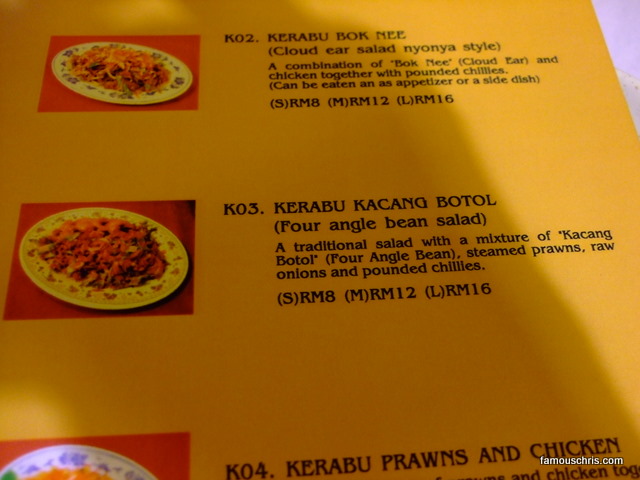 K02. KERABU BOK NEE
(Cloud ear salad nyonya style)
A combination of "Bok Nee" (Cloud Ear) and
chicken together with pounded chillies.
(Can be eaten an as appetizer or a side dish)
(S)RM8 (M)RM12 (L)RM16
K03. KERABU KACANG BOTOL
(Four angle bean salad)
A traditional salad with a mixture of "Kacang
Botol" (Four Angle Bean), steamed prawns, raw
onions and pounded chillies.
(S)RM8 (M)RM12 (L)RM16
K04. KERABU PRAWNS AND CHICKEN
and chicken
famouschris.com